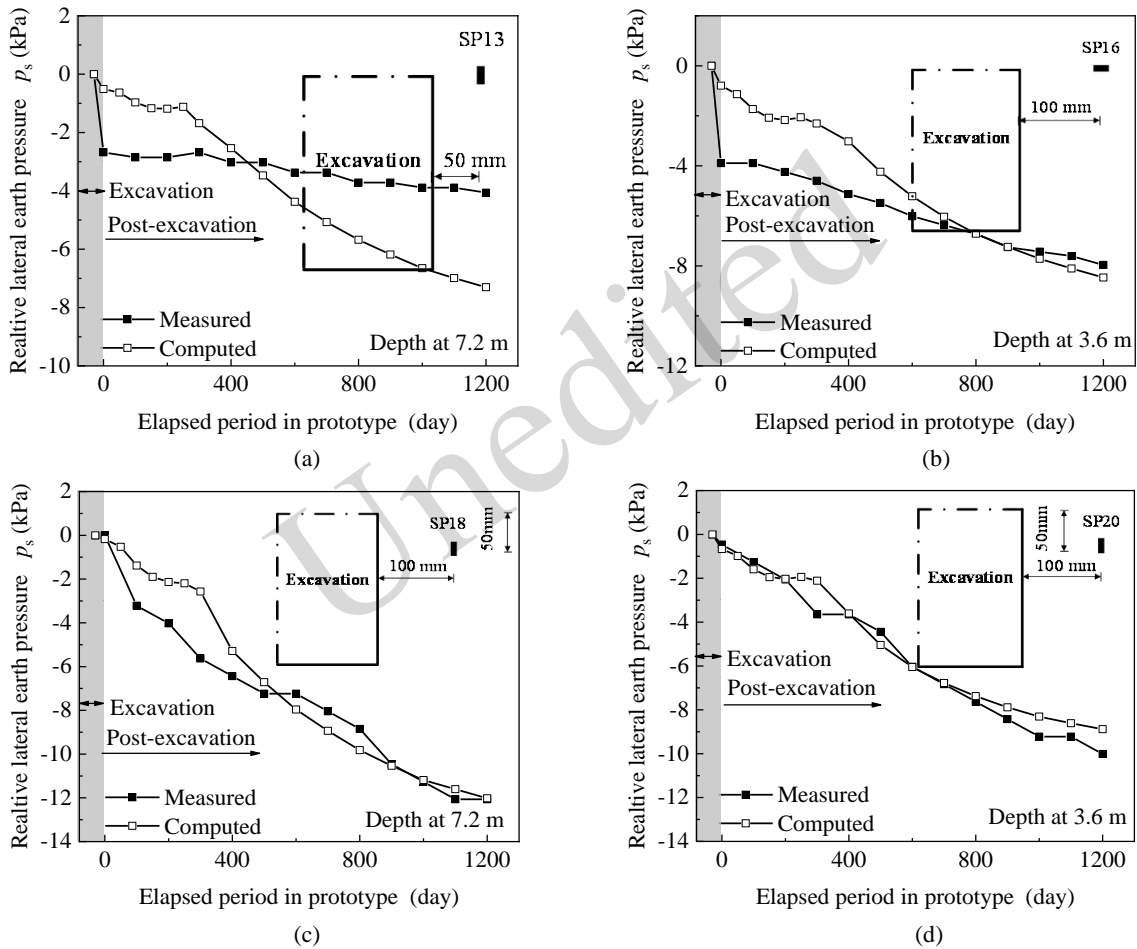 2
0
-2
-4
-6
-8
-10
Realtive lateral earth pressure ps (kPa)
SP13
Excavation
50 mm
Excavation
Post-excavation
Measured
Computed
Depth at 7.2 m
0 400 800 1200
Elapsed period in prototype (day)
(a)
0
-4
-8
-12
Realtive lateral earth pressure ps (kPa)
SP16
100 mm
Excavation
Excavation
Post-excavation
Measured
Computed
Depth at 3.6 m
0 400 800 1200
Elapsed period in prototype (day)
(b)
Unedited
2
0
-2
-4
-6
-8
-10
-12
-14
Realtive lateral earth pressure ps (kPa)
SP18
50mm
100 mm
Excavation
Excavation
Post-excavation
Measured
Computed
Depth at 7.2 m
0 400 800 1200
Elapsed period in prototype (day)
(c)
2
0
-2
-4
-6
-8
-10
-12
-14
Realtive lateral earth pressure ps (kPa)
SP20
50mm
100 mm
Excavation
Excavation
Post-excavation
Measured
Computed
Depth at 3.6 m
0 400 800 1200
Elapsed period in prototype (day)
(d)